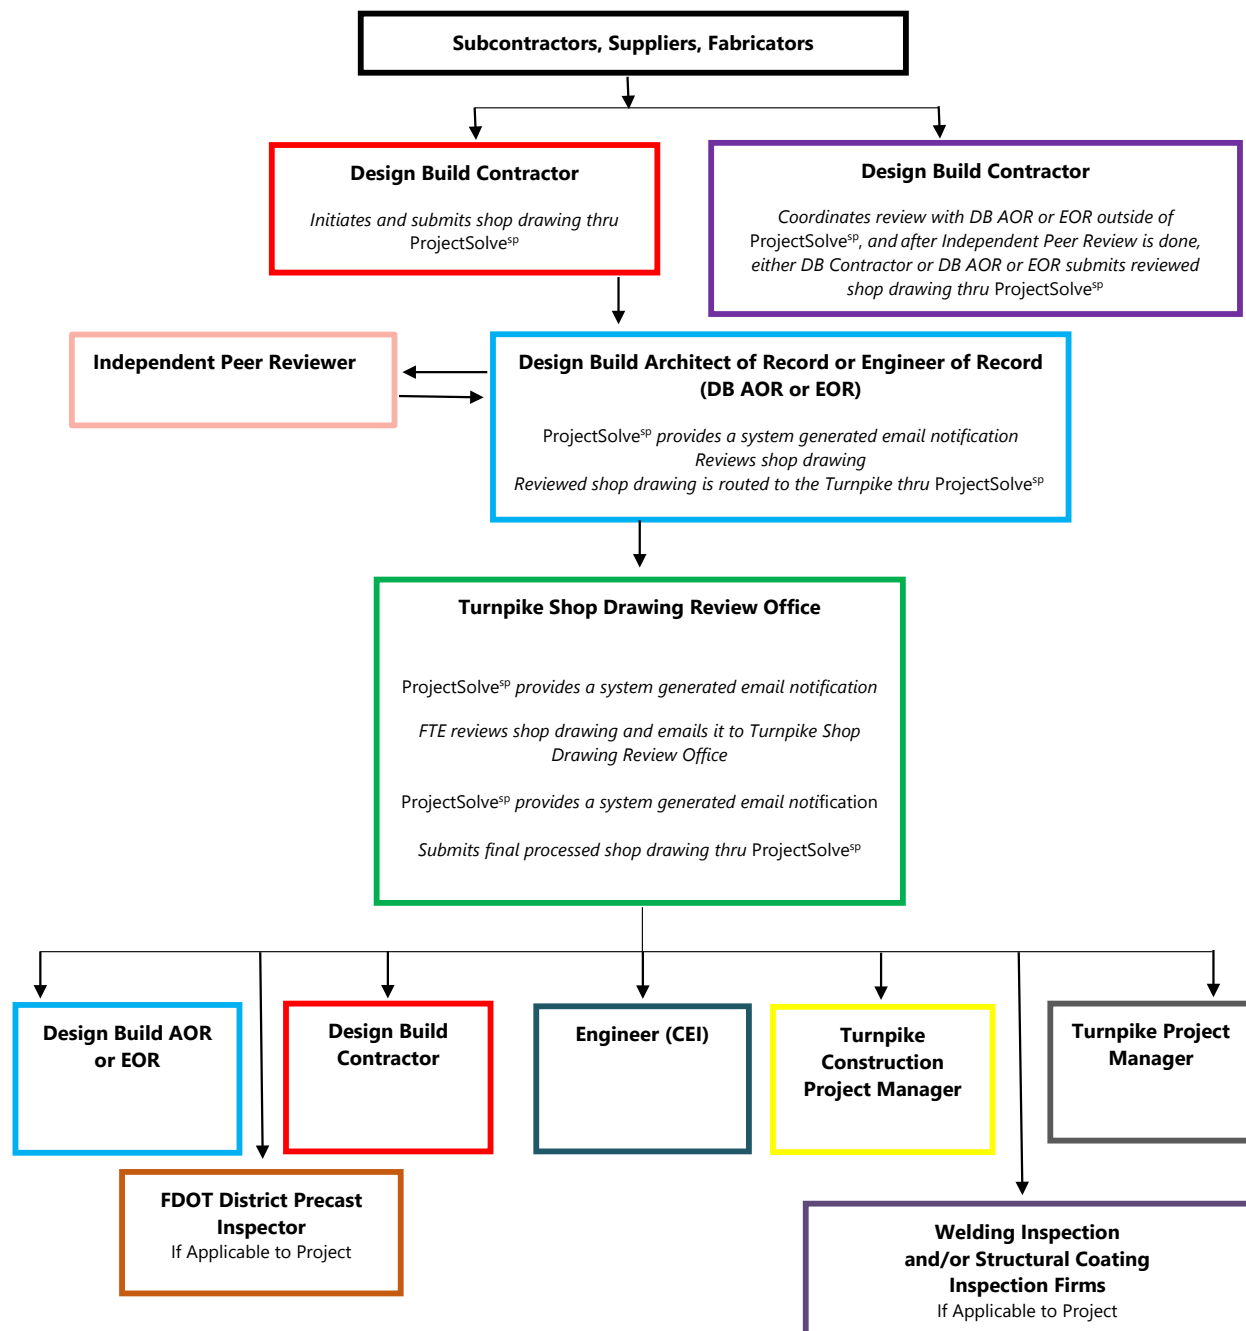 Subcontractors, Suppliers, Fabricators
Design Build Contractor
Initiates and submits shop drawing thru
ProjectSolveˢᵖ
Design Build Contractor
Coordinates review with DB AOR or EOR outside of
ProjectSolveˢᵖ, and after Independent Peer Review is done,
either DB Contractor or DB AOR or EOR submits reviewed
shop drawing thru ProjectSolveˢᵖ
Independent Peer Reviewer
Design Build Architect of Record or Engineer of Record
(DB AOR or EOR)
ProjectSolveˢᵖ provides a system generated email notification
Reviews shop drawing
Reviewed shop drawing is routed to the Turnpike thru ProjectSolveˢᵖ
Turnpike Shop Drawing Review Office
ProjectSolveˢᵖ provides a system generated email notification
FTE reviews shop drawing and emails it to Turnpike Shop
Drawing Review Office
ProjectSolveˢᵖ provides a system generated email notification
Submits final processed shop drawing thru ProjectSolveˢᵖ
Design Build AOR
or EOR
Design Build
Contractor
Engineer (CEI)
Turnpike
Construction
Project Manager
Turnpike Project
Manager
FDOT District Precast
Inspector
If Applicable to Project
Welding Inspection
and/or Structural Coating
Inspection Firms
If Applicable to Project